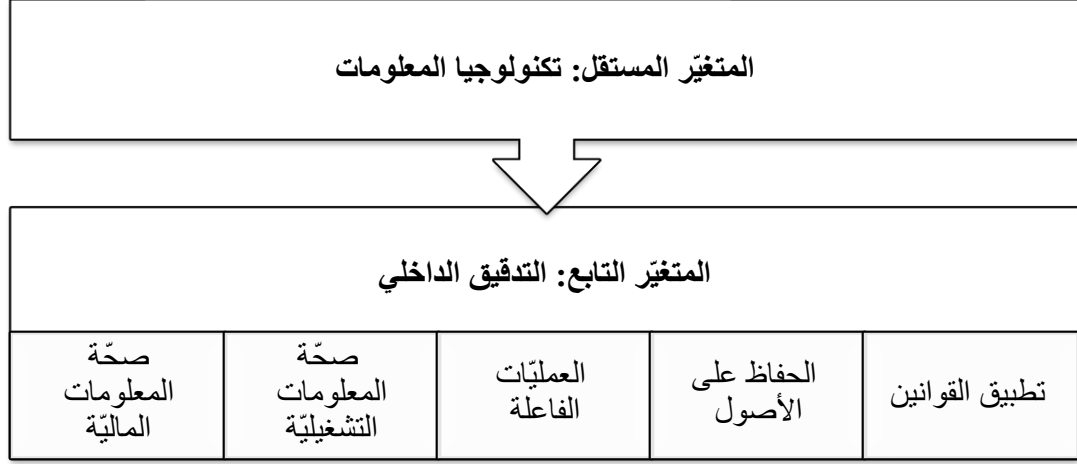 المتغيّر المستقل: تكنولوجيا المعلومات
المتغيّر التابع: التدقيق الداخلي
تطبيق القوانين
الحفاظ على
الأصول
العمليّات
الفاعلة
صحّة
المعلومات
التشغيليّة
صحّة
المعلومات
الماليّة